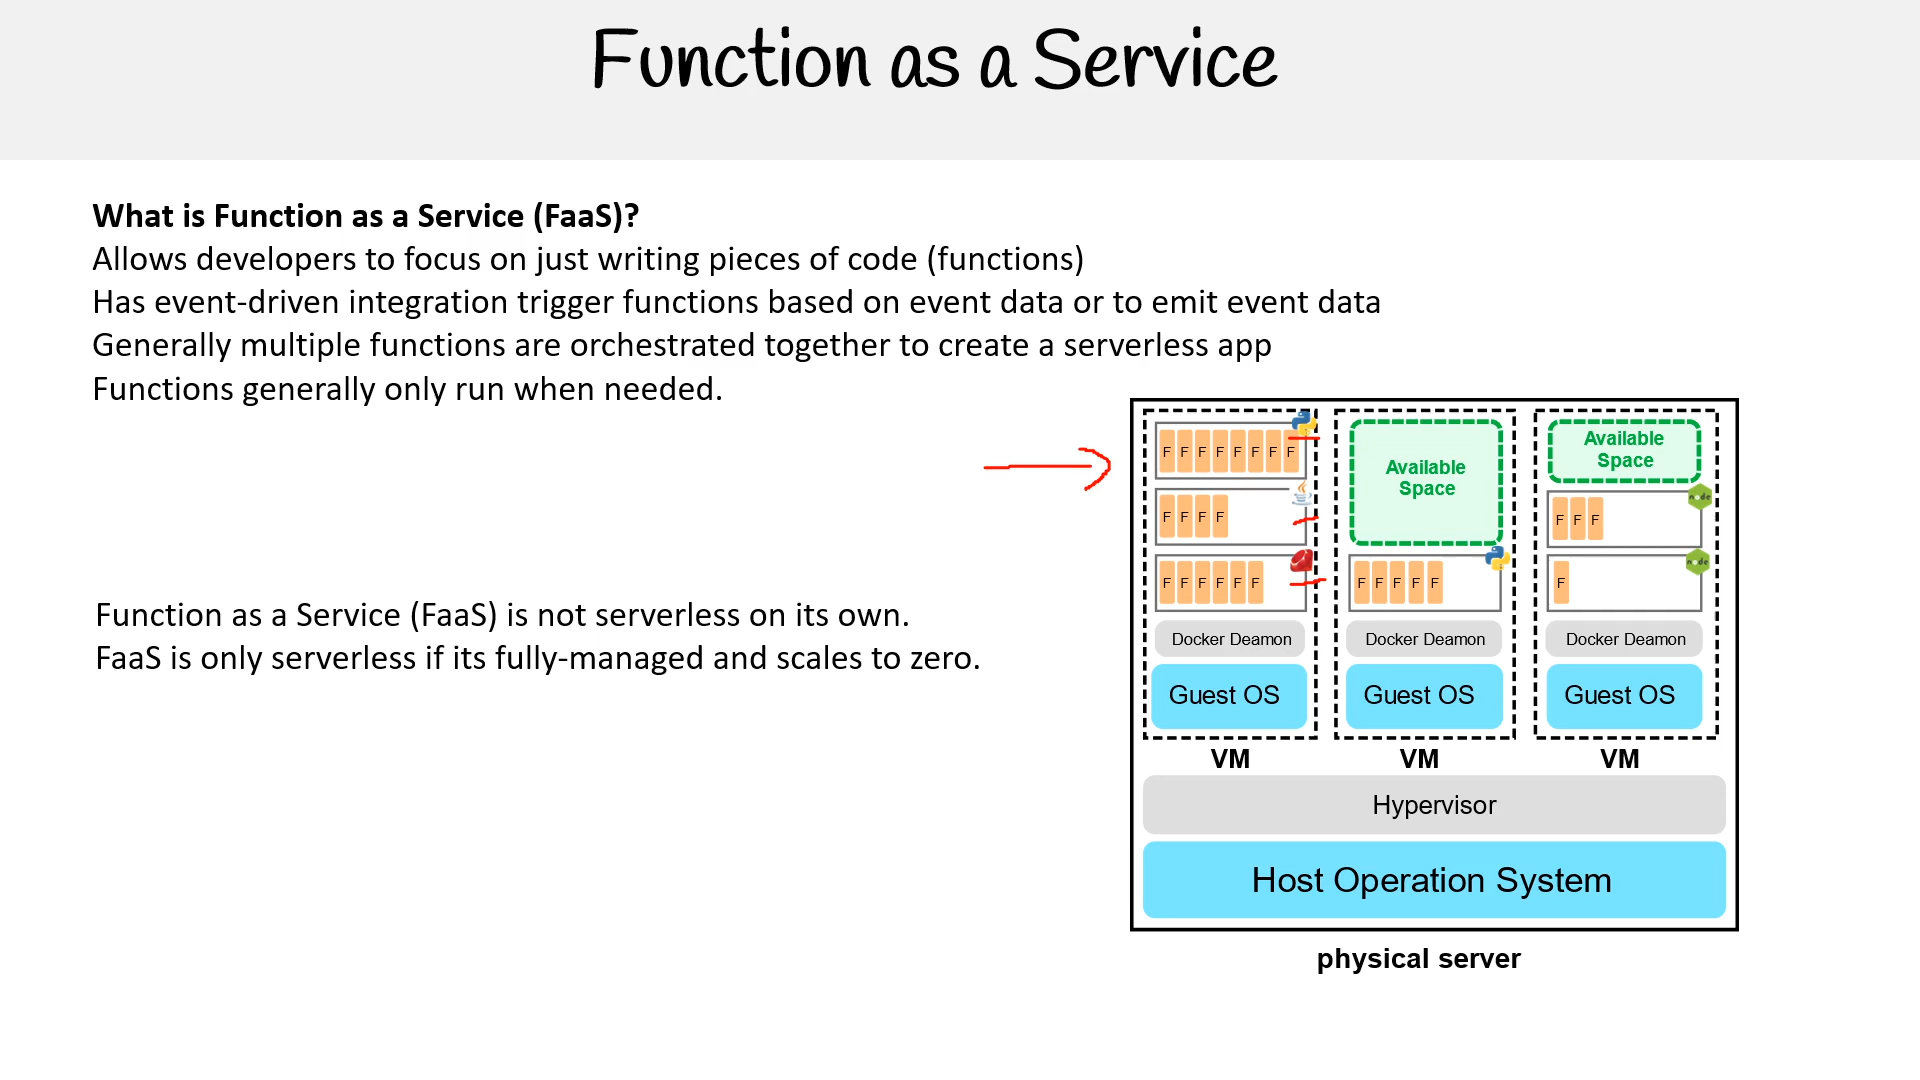 Function as a Service
What is Function as a Service (FaaS)?
Allows developers to focus on just writing pieces of code (functions)
Has event-driven integration trigger functions based on event data or to emit event data
Generally multiple functions are orchestrated together to create a serverless app
Functions generally only run when needed.
Function as a Service (FaaS) is not serverless on its own.
FaaS is only serverless if its fully-managed and scales to zero.
F F F F F F F F
F F F F
F F F F F F
Docker Deamon
Guest OS
VM
Available
Space
F F F F F
Docker Deamon
Guest OS
VM
Available
Space
node
F F F
node
F
Docker Deamon
Guest OS
VM
Hypervisor
Host Operation System
physical server